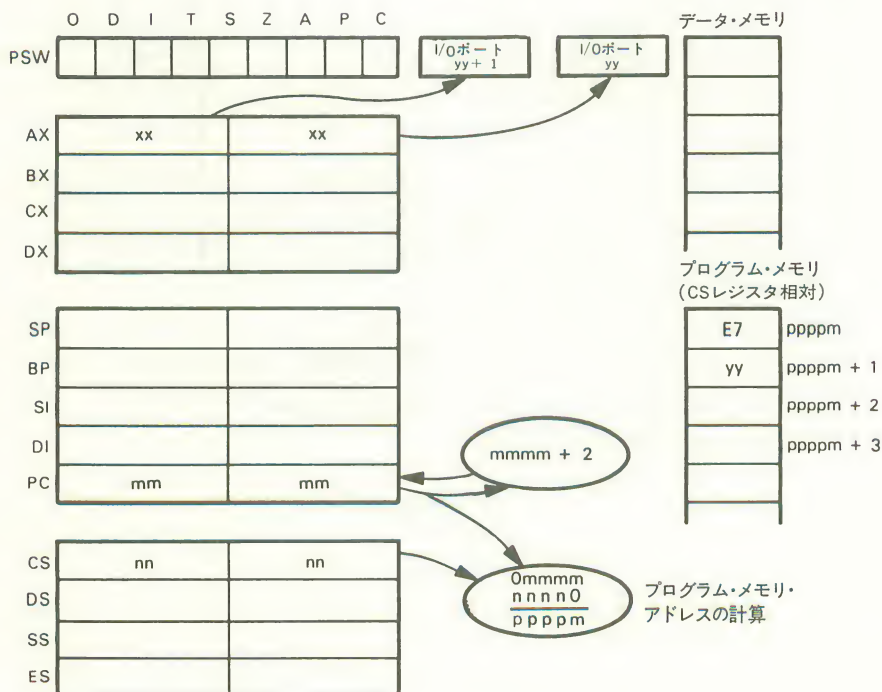 O D I T S Z A P C
PSW
I/Oポート
yy+ 1
I/Oポート
yy
データ・メモリ
AX xx xx
BX
CX
DX
プログラム・メモリ
(CSレジスタ相対)
SP
BP
SI
DI
PC mm mm
E7 ppppm
yy ppppm + 1
ppppm + 2
ppppm + 3
mmmm + 2
CS nn nn
DS
SS
ES
0mmmm
nnnn0
ppppm
プログラム・メモリ・
アドレスの計算